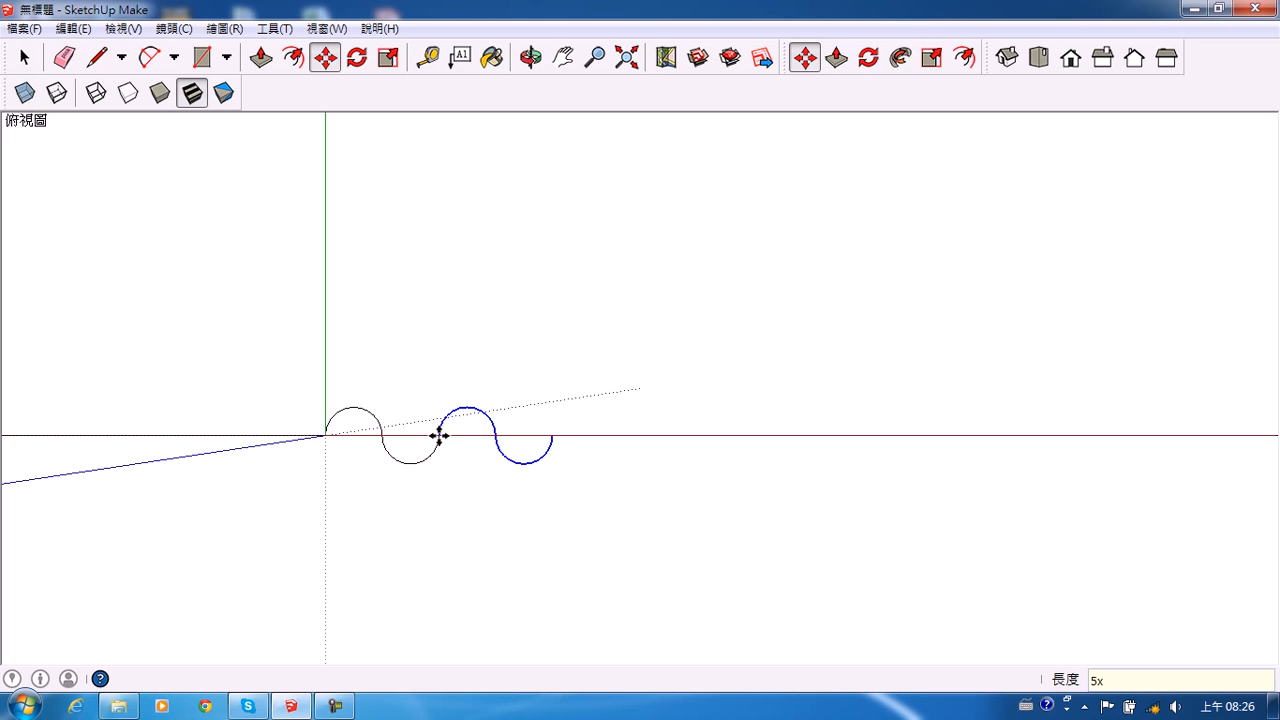 無標題 - SketchUp Make
檔案(F) 編輯(E) 檢視(V) 鏡頭(C) 繪圖(R) 工具(T) 視窗(W) 說明(H)
A1
俯視圖
長度 5x
上午 08:26